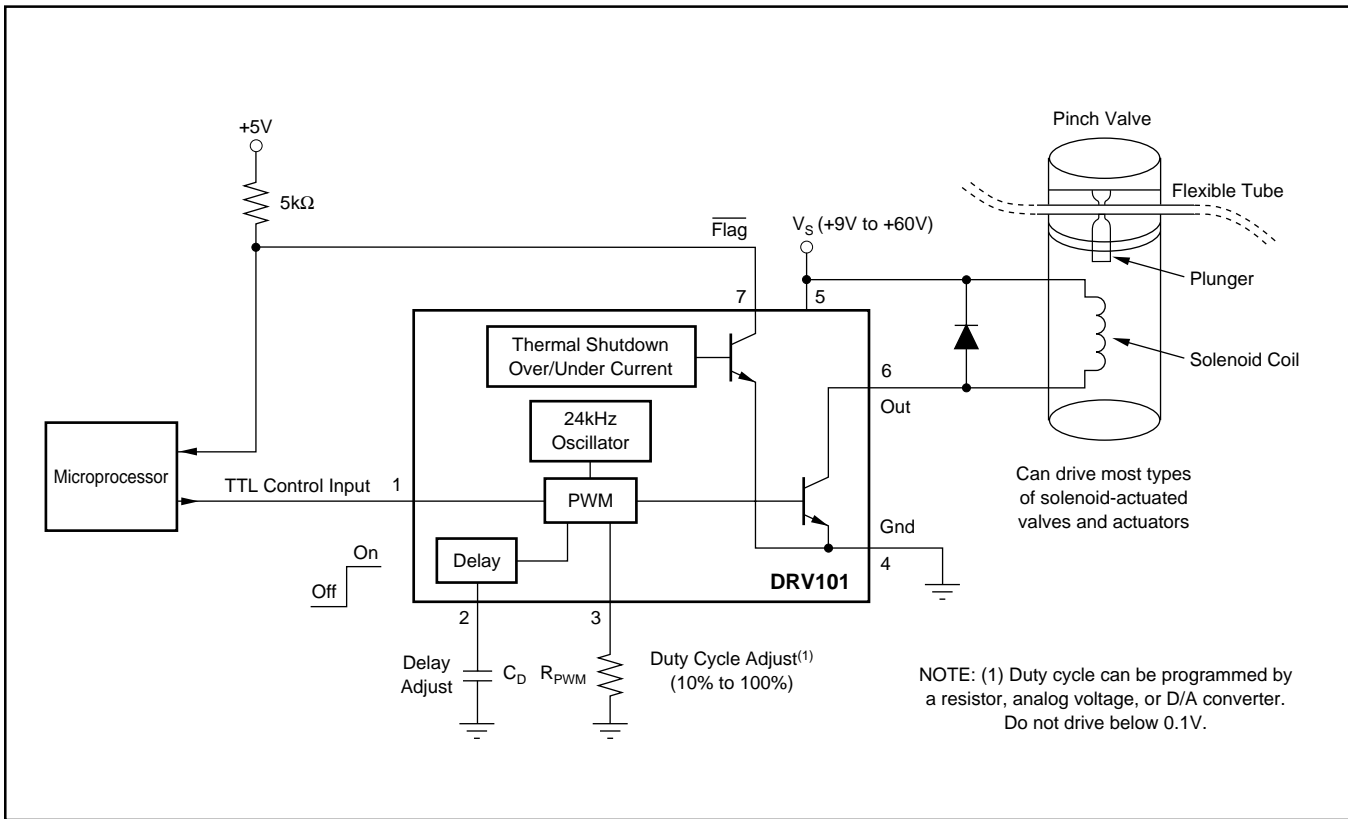 +5V
5kΩ
Flag
VS (+9V to +60V)
Pinch Valve
Flexible Tube
Plunger
Solenoid Coil
7
5
Thermal Shutdown
Over/Under Current
24kHz
Oscillator
6
Out
Microprocessor
TTL Control Input
1
PWM
Can drive most types
of solenoid-actuated
valves and actuators
Gnd
4
Delay
DRV101
On
Off
2
3
Delay
Adjust
CD
RPWM
Duty Cycle Adjust(1)
(10% to 100%)
NOTE: (1) Duty cycle can be programmed by
a resistor, analog voltage, or D/A converter.
Do not drive below 0.1V.